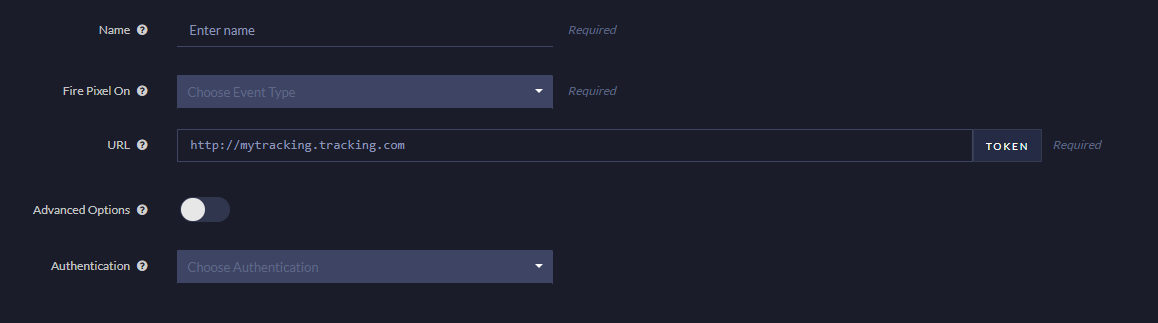 Name ? Enter name Required
Fire Pixel On ? Choose Event Type Required
URL ? http://mytracking.tracking.com TOKEN Required
Advanced Options ?
Authentication ? Choose Authentication